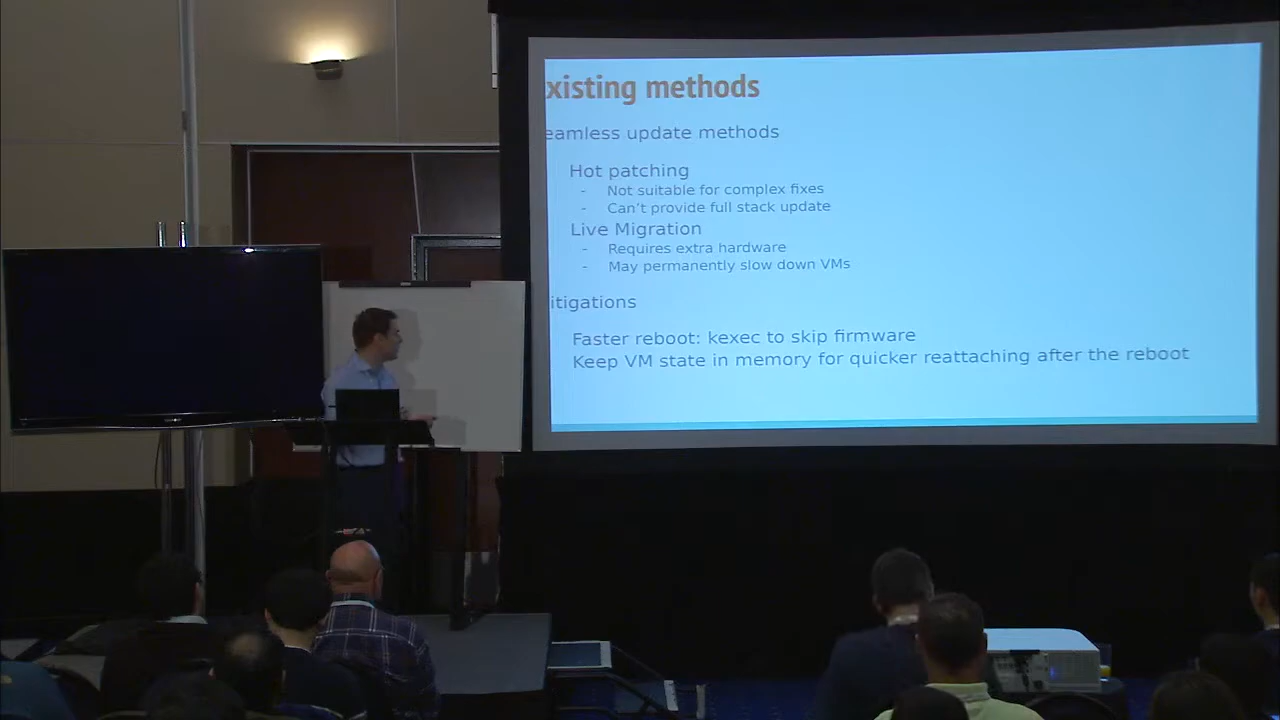 xisting methods
eamless update methods
Hot patching
- Not suitable for complex fixes
- Can't provide full stack update
Live Migration
- Requires extra hardware
- May permanently slow down VMs
itigations
Faster reboot: kexec to skip firmware
Keep VM state in memory for quicker reattaching after the reboot